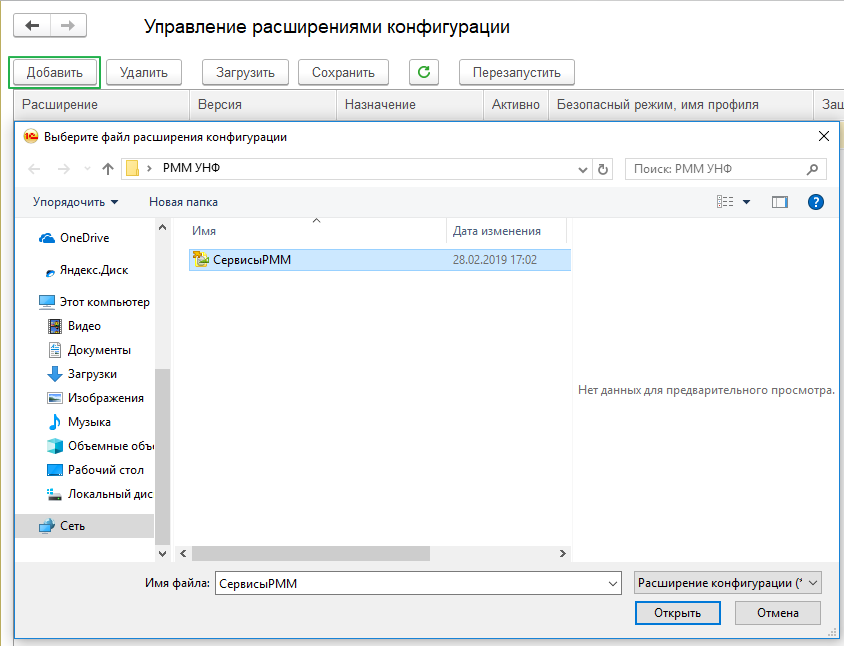 Управление расширениями конфигурации
Добавить Удалить Загрузить Сохранить Перезапустить
Расширение Версия Назначение Активно Безопасный режим, имя профиля Защ
1С Выберите файл расширения конфигурации
РММ УНФ Поиск: РММ УНФ
Упорядочить Новая папка ?
Имя Дата изменения
СервисыРММ 28.02.2019 17:02
OneDrive
Яндекс.Диск
Этот компьютер
Видео
Документы
Загрузки
Изображения
Музыка
Объемные объ
Рабочий стол
Локальный дис
Сеть
Нет данных для предварительного просмотра.
Имя файла: СервисыРММ Расширение конфигурации (*
Открыть Отмена